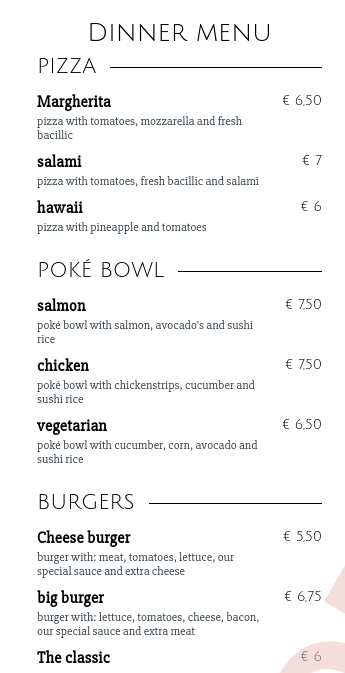 Dinner menu
Pizza
Margherita € 6,50
pizza with tomatoes, mozzarella and fresh
bacillic
salami € 7
pizza with tomatoes, fresh bacillic and salami
hawaii € 6
pizza with pineapple and tomatoes
Poké bowl
salmon € 7,50
poké bowl with salmon, avocado's and sushi
rice
chicken € 7,50
poké bowl with chickenstrips, cucumber and
sushi rice
vegetarian € 6,50
poké bowl with cucumber, corn, avocado and
sushi rice
Burgers
Cheese burger € 5,50
burger with: meat, tomatoes, lettuce, our
special sauce and extra cheese
big burger € 6,75
burger with: lettuce, tomatoes, cheese, bacon,
our special sauce and extra meat
The classic € 6